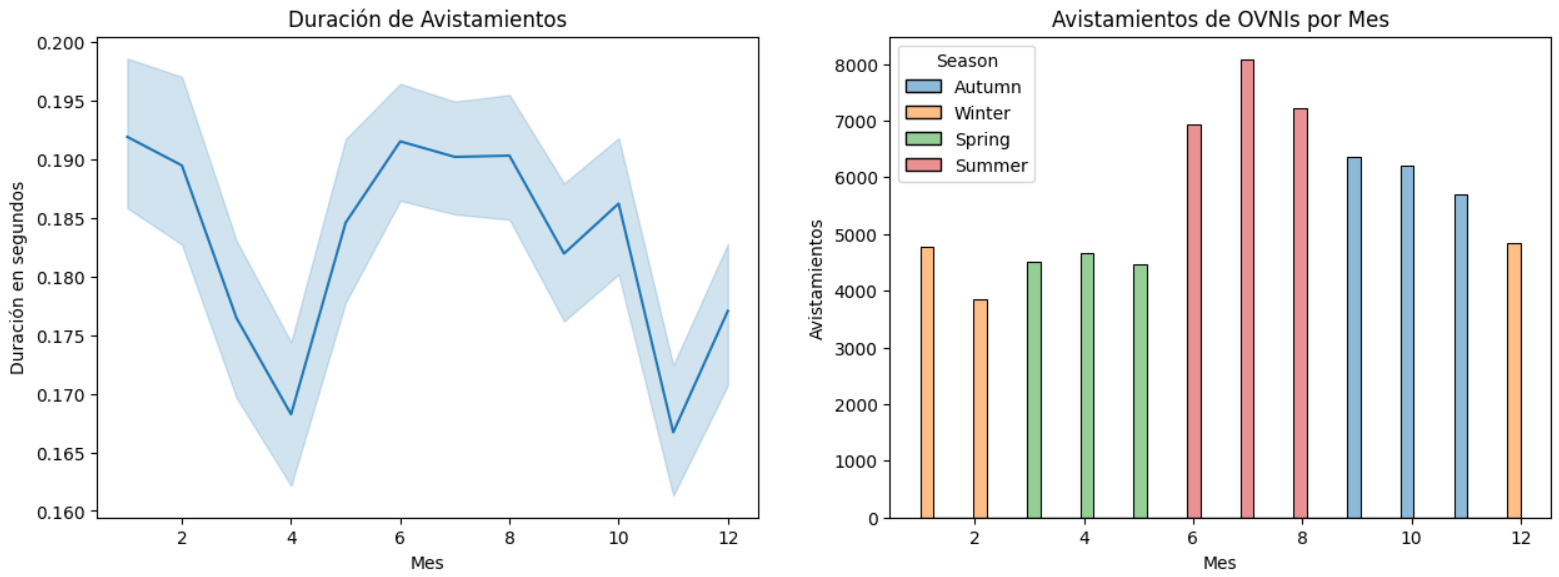 Duración de Avistamientos
0.200
0.195
0.190
0.185
0.180
0.175
0.170
0.165
0.160
Duración en segundos
2 4 6 8 10 12
Mes
Avistamientos de OVNIs por Mes
Season
Autumn
Winter
Spring
Summer
8000
7000
6000
5000
4000
3000
2000
1000
0
Avistamientos
2 4 6 8 10 12
Mes